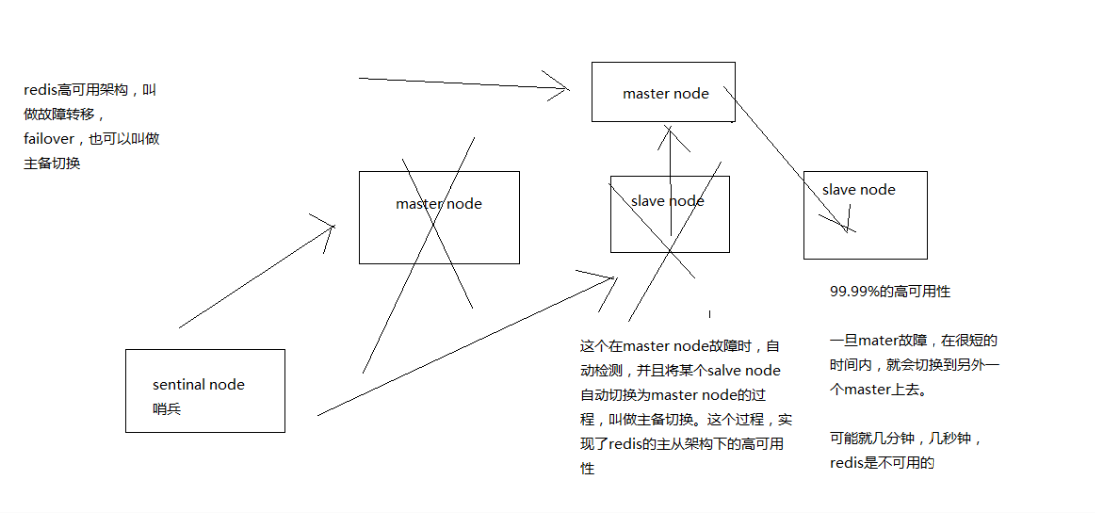 redis高可用架构，叫
做故障转移，
failover，也可以叫做
主备切换
master node
master node
slave node
slave node
sentinal node
哨兵
这个在master node故障时，自
动检测，并且将某个salve node
自动切换为master node的过
程，叫做主备切换。这个过程，实
现了redis的主从架构下的高可用
性
99.99%的高可用性
一旦mater故障，在很短的
时间内，就会切换到另外一
个master上去。
可能就几分钟，几秒钟，
redis是不可用的